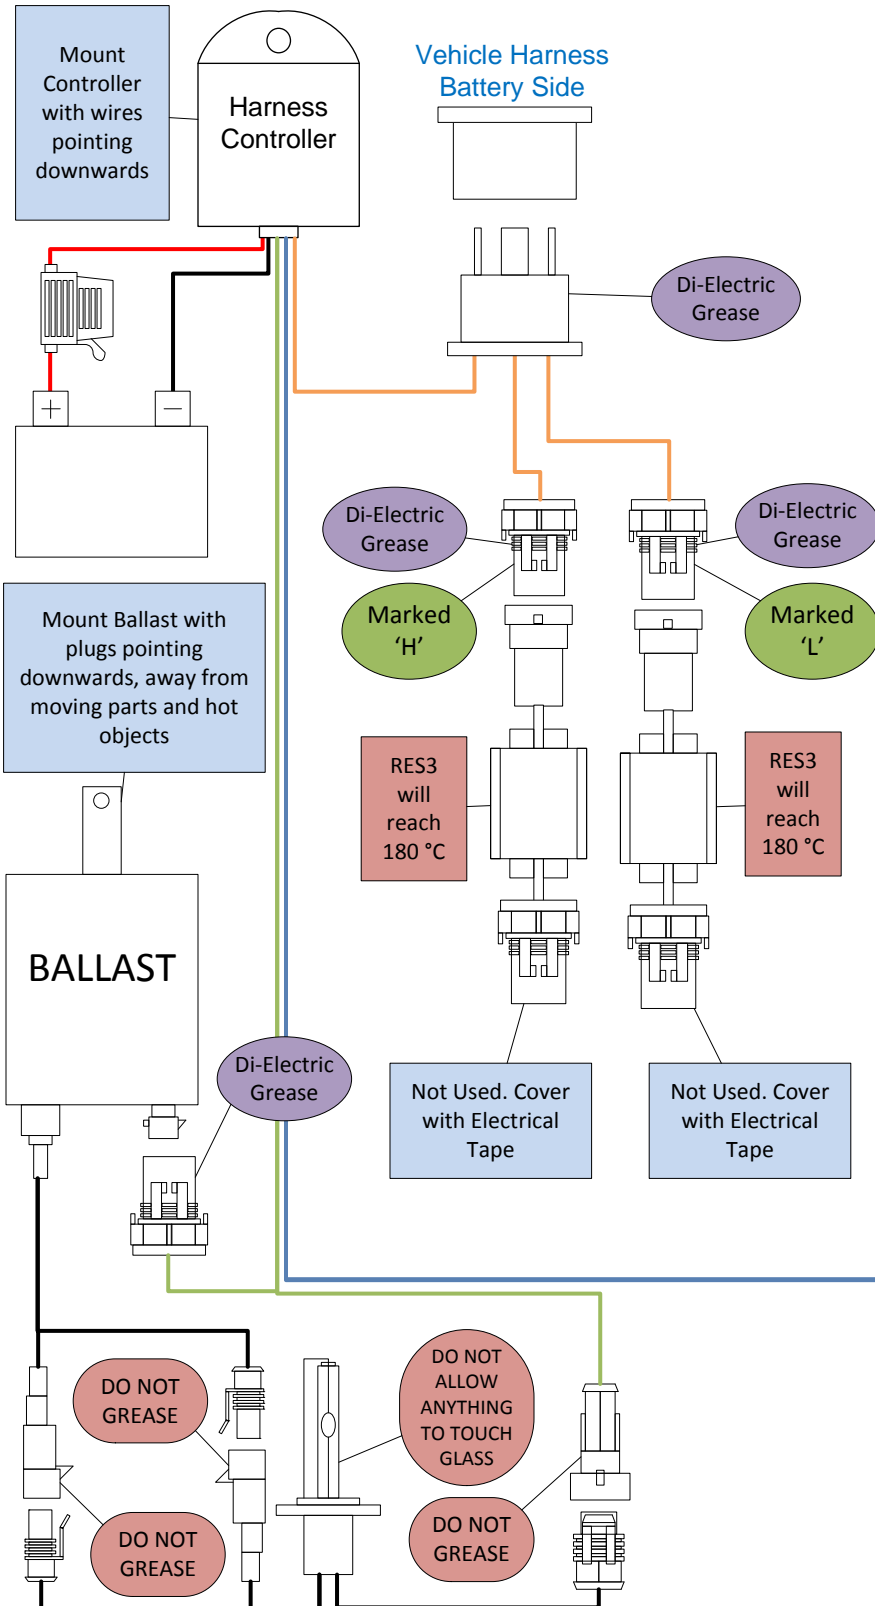 Mount
Controller
with wires
pointing
downwards
Harness
Controller
Vehicle Harness
Battery Side
Di-Electric
Grease
+
−
Di-Electric
Grease
Di-Electric
Grease
Marked
‘H’
Marked
‘L’
Mount Ballast with
plugs pointing
downwards, away from
moving parts and hot
objects
RES3
will
reach
180 °C
RES3
will
reach
180 °C
BALLAST
Di-Electric
Grease
Not Used. Cover
with Electrical
Tape
Not Used. Cover
with Electrical
Tape
DO NOT
GREASE
DO NOT
ALLOW
ANYTHING
TO TOUCH
GLASS
DO NOT
GREASE
DO NOT
GREASE